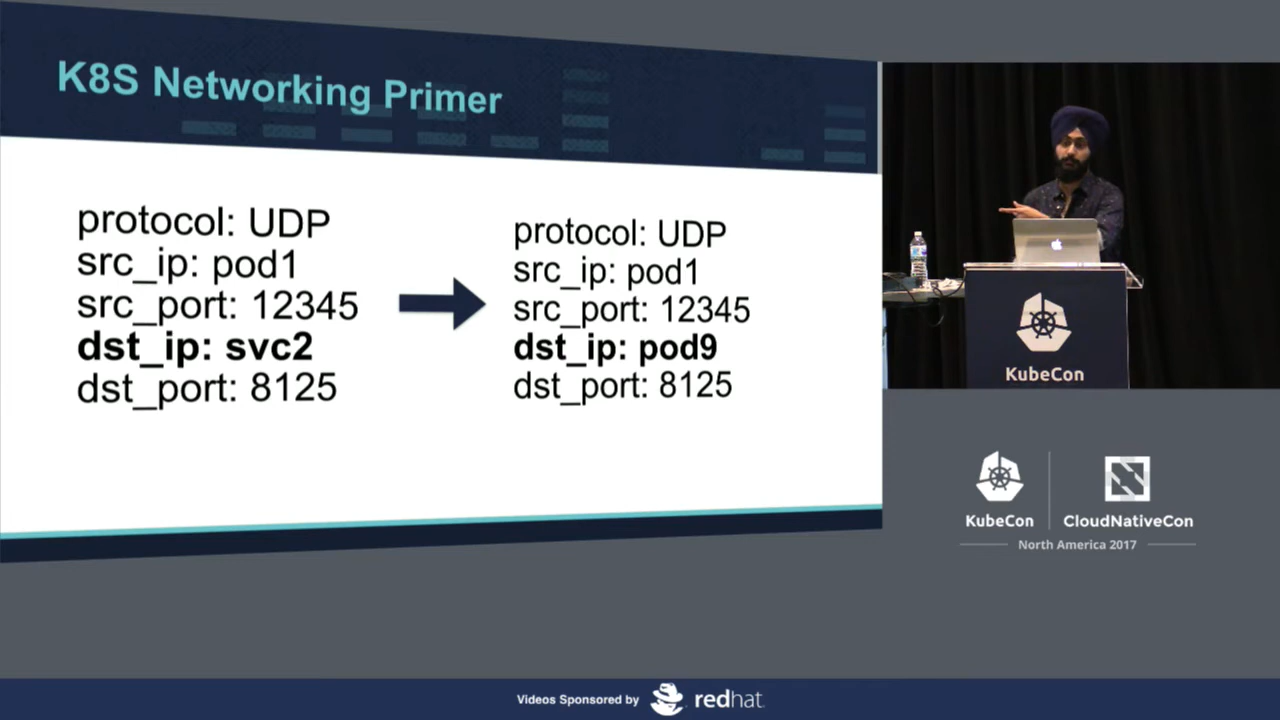 K8S Networking Primer
protocol: UDP
src_ip: pod1
src_port: 12345
dst_ip: svc2
dst_port: 8125
protocol: UDP
src_ip: pod1
src_port: 12345
dst_ip: pod9
dst_port: 8125
KubeCon
KubeCon
CloudNativeCon
North America 2017
Videos Sponsored by
redhat.